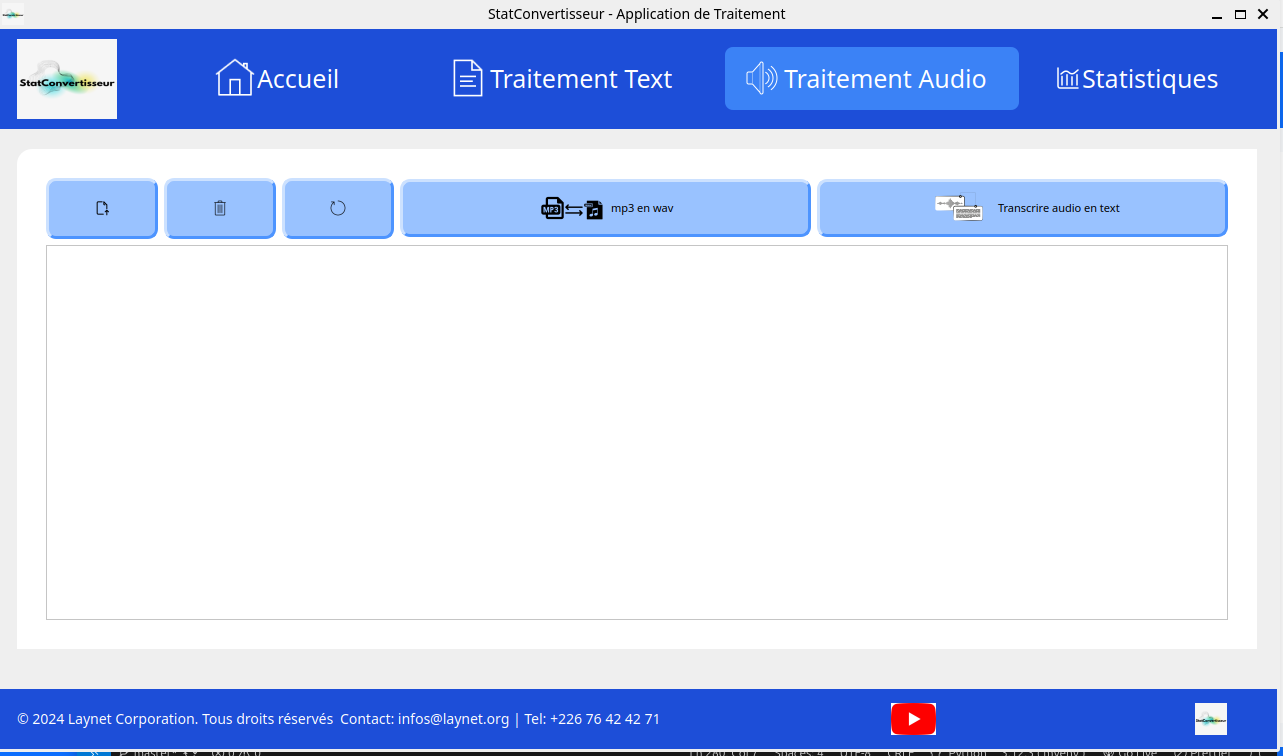 StatConvertisseur - Application de Traitement
StatConvertisseur
Accueil
Traitement Text
Traitement Audio
Statistiques
MP3
mp3 en wav
Transcrire audio en text
© 2024 Laynet Corporation. Tous droits réservés Contact: infos@laynet.org | Tel: +226 76 42 42 71